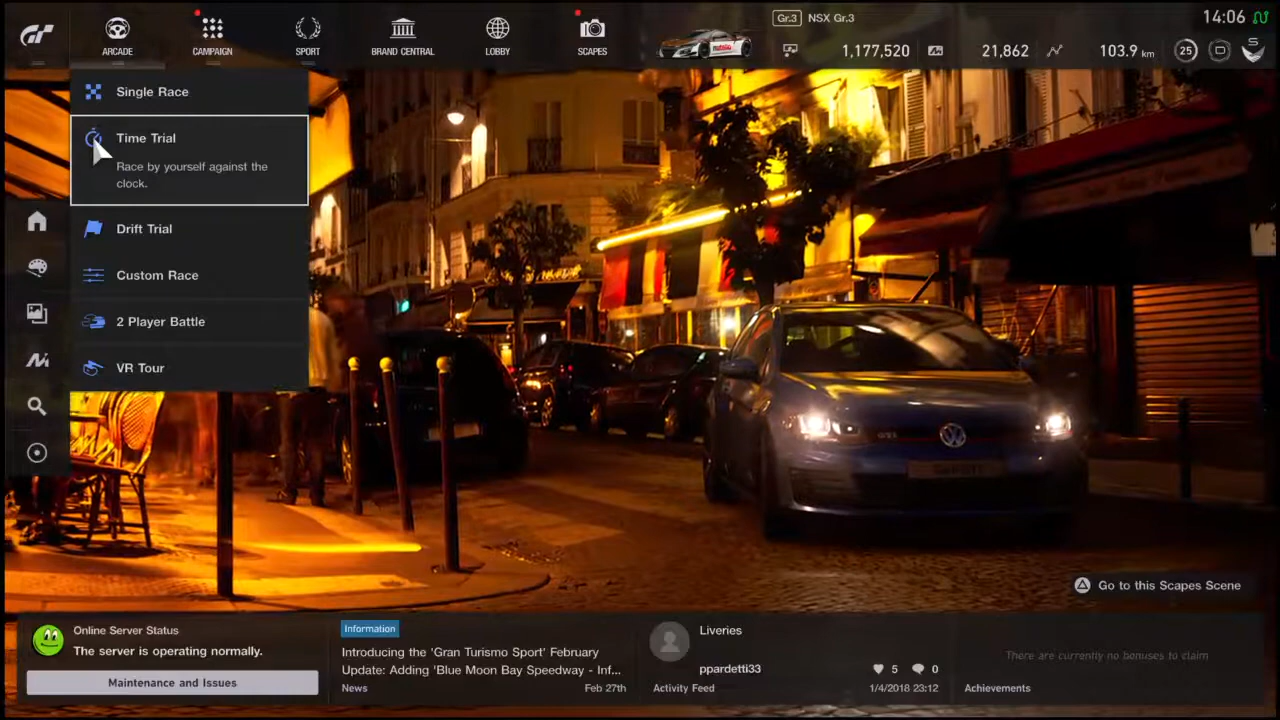 ARCADE
CAMPAIGN
SPORT
BRAND CENTRAL
LOBBY
SCAPES
Gr.3 NSX Gr.3
1,177,520
21,862
103.9 km
14:06
25
S
Single Race
Time Trial
Race by yourself against the
clock.
Drift Trial
Custom Race
2 Player Battle
VR Tour
Go to this Scapes Scene
Online Server Status
The server is operating normally.
Maintenance and Issues
Information
Introducing the 'Gran Turismo Sport' February
Update: Adding 'Blue Moon Bay Speedway - Inf...
News
Feb 27th
Liveries
ppardetti33
5
0
Activity Feed
1/4/2018 23:12
There are currently no bonuses to claim
Achievements